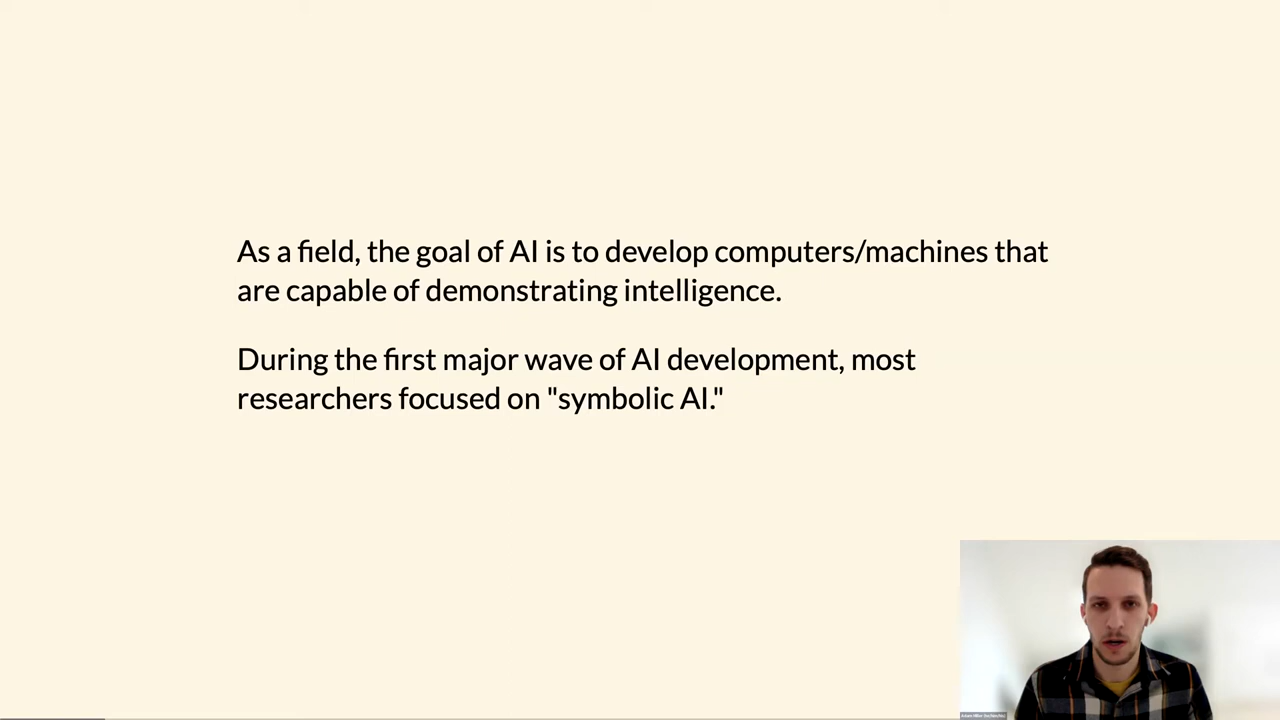 As a field, the goal of AI is to develop computers/machines that
are capable of demonstrating intelligence.
During the first major wave of AI development, most
researchers focused on "symbolic AI."